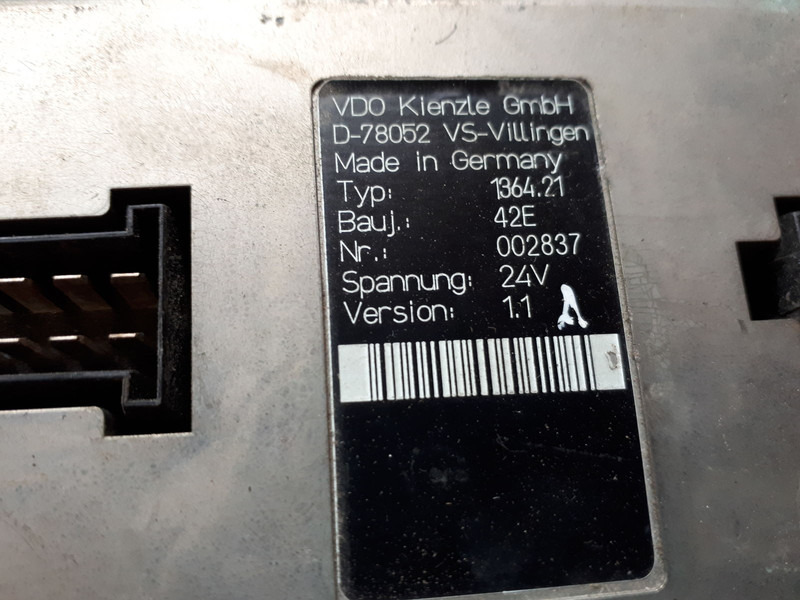 VDO Kienzle GmbH
D-78052 VS-Villingen
Made in Germany
Typ: 1364.21
Bauj.: 42E
Nr.: 002837
Spannung: 24V
Version: 1.1 A